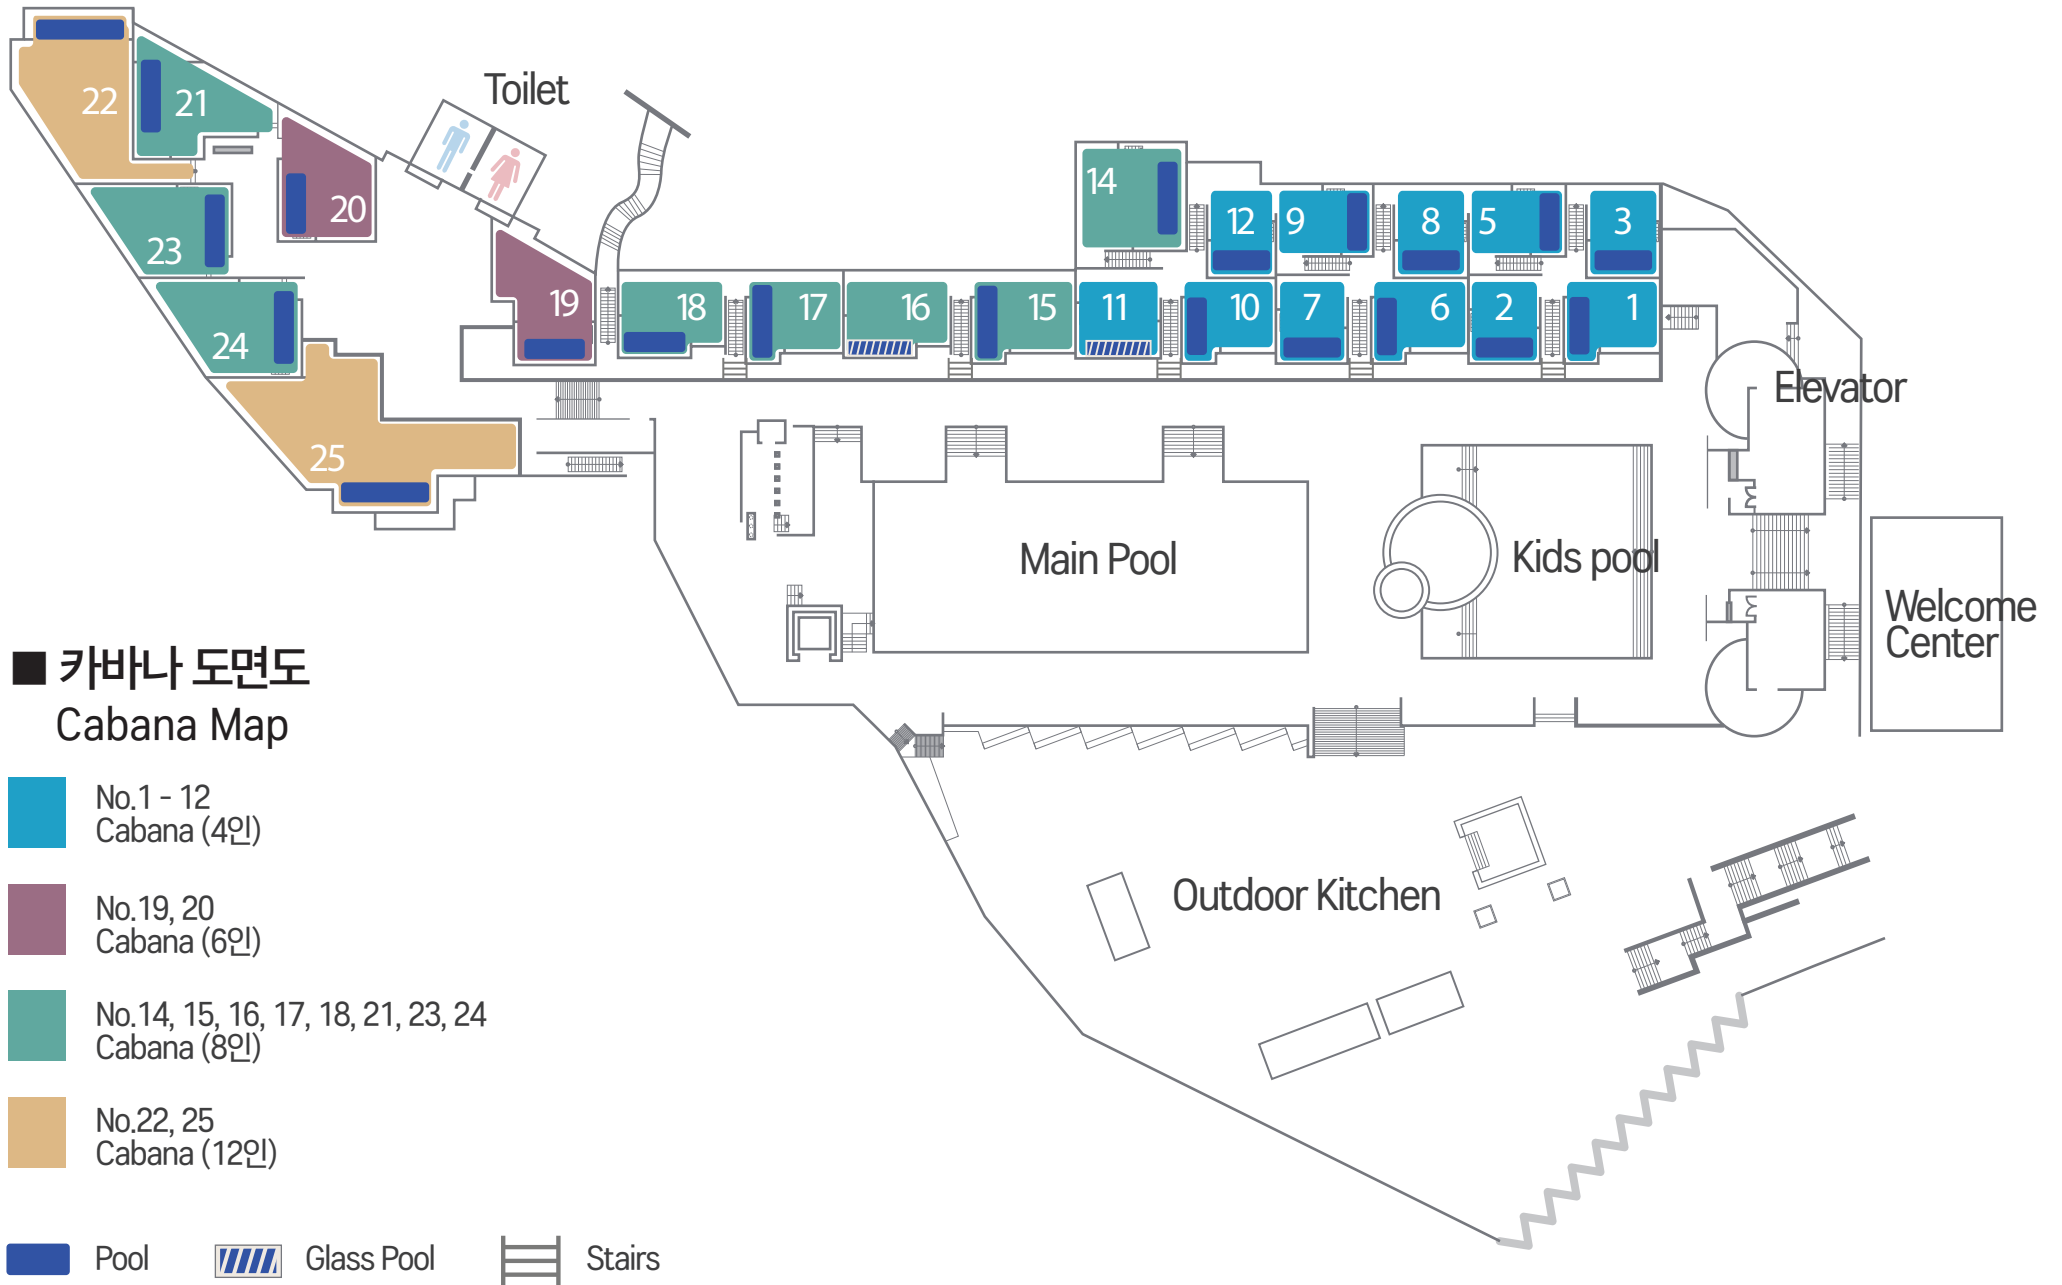 Toilet
22
21
20
23
24
25
19
18
17
16
15
14
11
12
9
8
5
3
10
7
6
2
1
Elevator
Main Pool
Kids pool
Welcome
Center
Outdoor Kitchen
■ 카바나 도면도
Cabana Map
No.1 - 12
Cabana (4인)
No.19, 20
Cabana (6인)
No.14, 15, 16, 17, 18, 21, 23, 24
Cabana (8인)
No.22, 25
Cabana (12인)
Pool
Glass Pool
Stairs